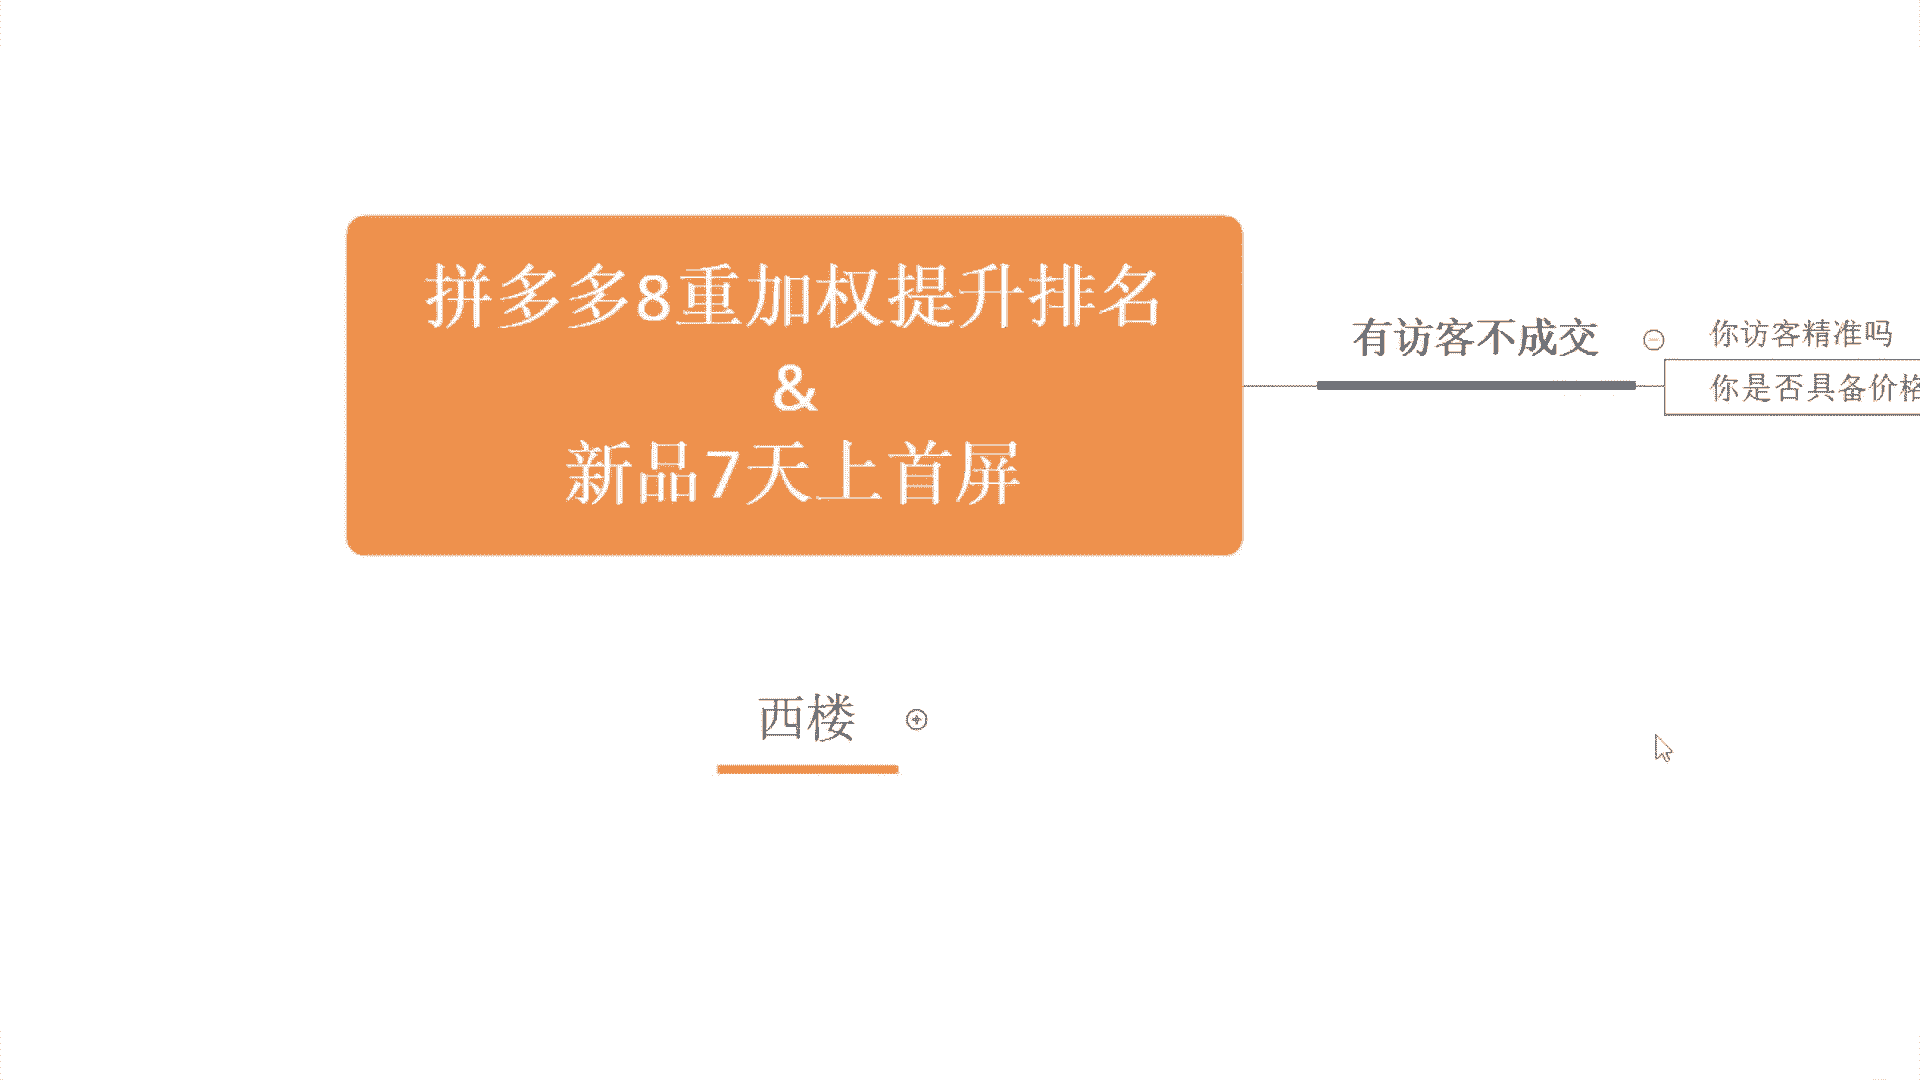 拼多多8重加权提升排名
&
新品7天上首屏
有访客不成交
你访客精准吗
你是否具备价格
西楼